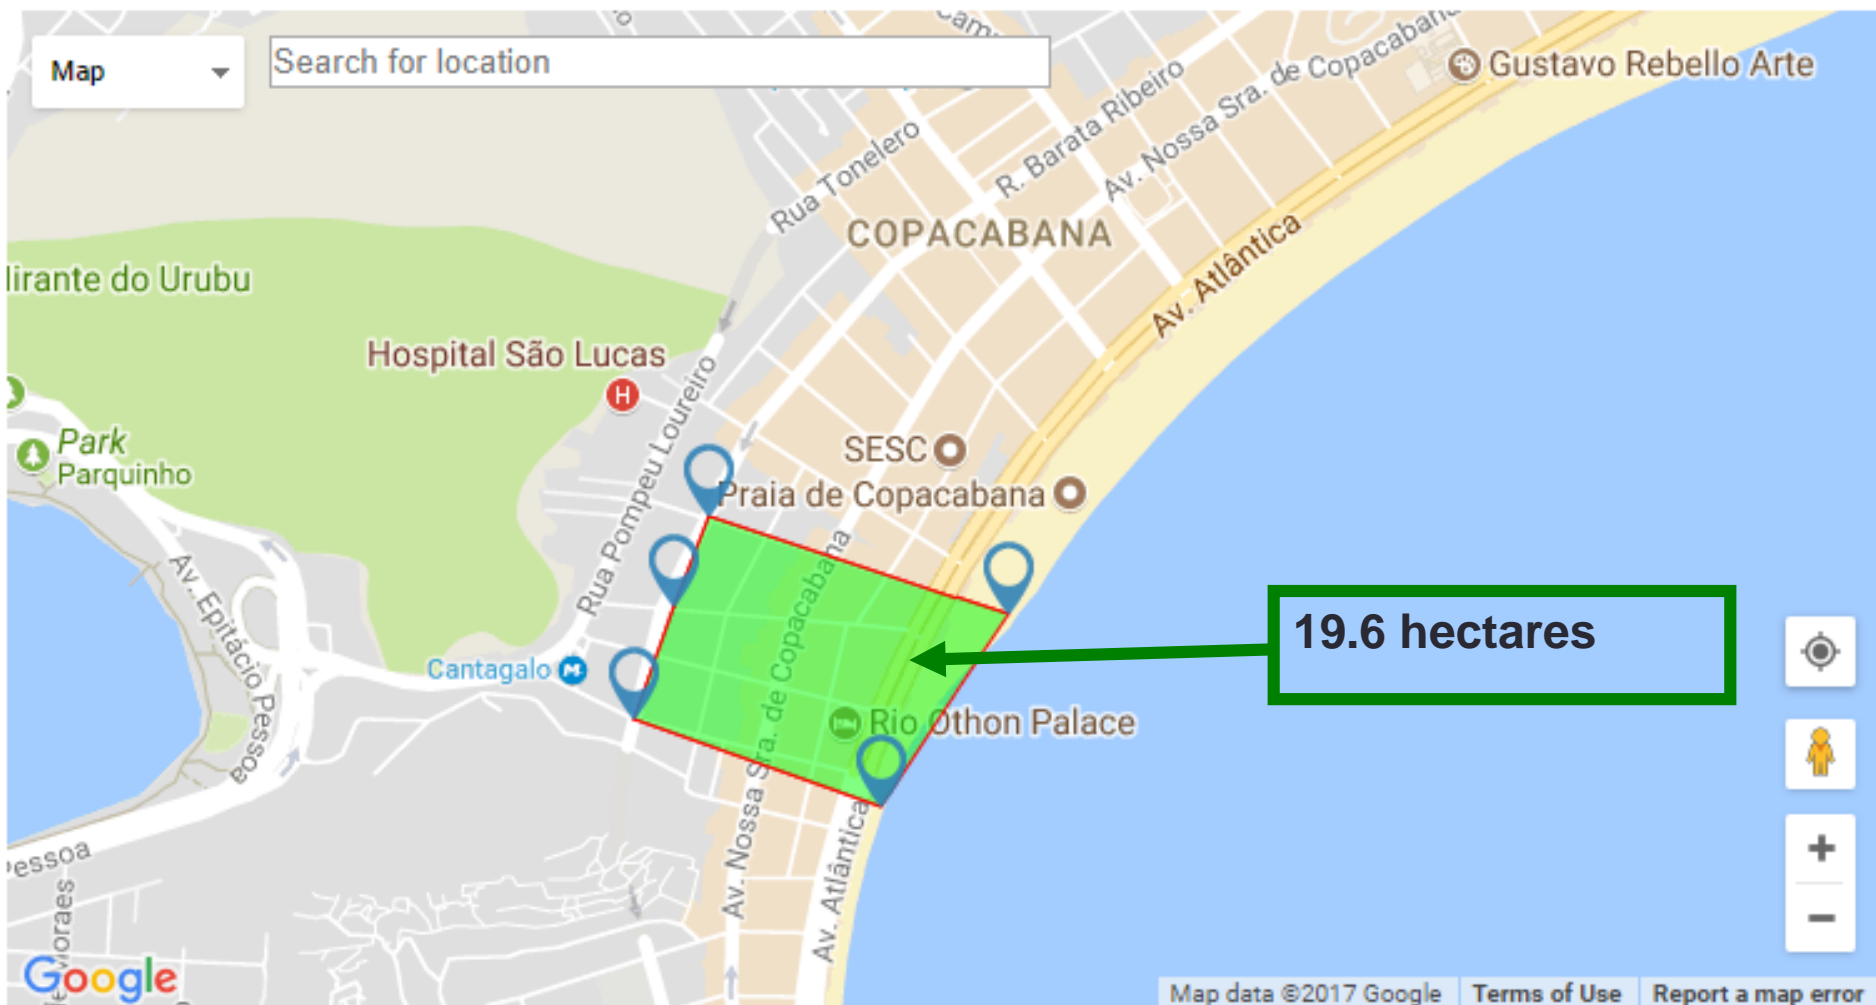 Map
Search for location
Gustavo Rebello Arte
Av. Nossa Sra. de Copacabana
R. Barata Ribeiro
Rua Tonelero
COPACABANA
Av. Atlântica
lirante do Urubu
Hospital São Lucas
H
Park
Parquinho
Rua Pompeu Loureiro
SESC
Praia de Copacabana
Av. Epitácio Pessoa
Cantagalo
Av. Nossa Sra. de Copacabana
19.6 hectares
Rio Othon Palace
Av. Atlântica
Pessoa
Moraes
Google
Map data ©2017 Google
Terms of Use
Report a map error